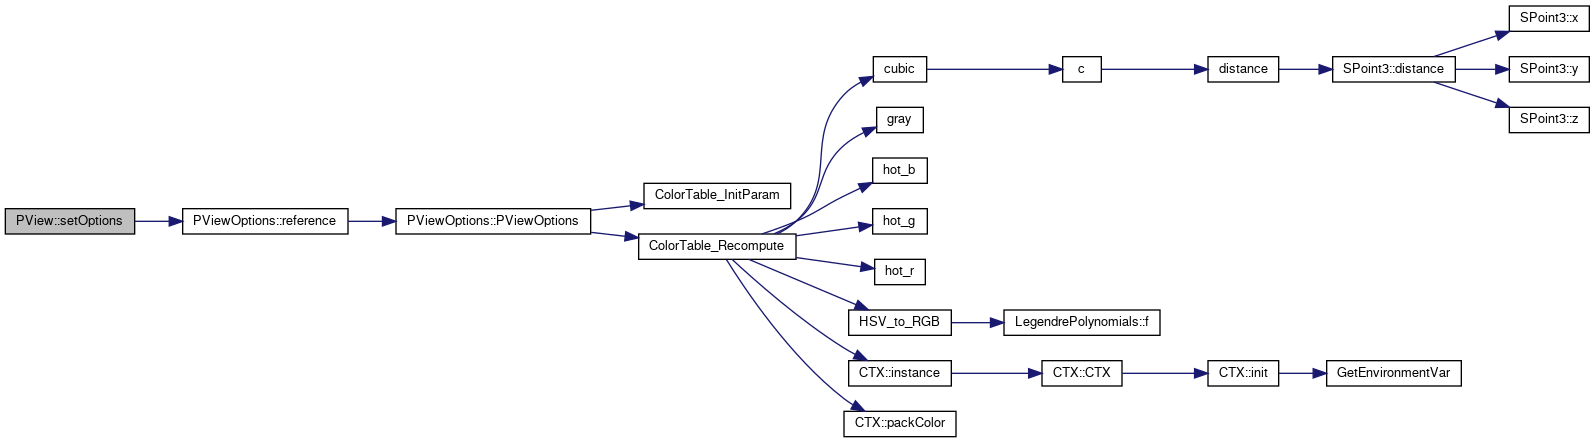 SPoint3::x
cubic
c
distance
SPoint3::distance
SPoint3::y
gray
SPoint3::z
hot_b
ColorTable_InitParam
PView::setOptions
PViewOptions::reference
PViewOptions::PViewOptions
hot_g
ColorTable_Recompute
hot_r
HSV_to_RGB
LegendrePolynomials::f
CTX::instance
CTX::CTX
CTX::init
GetEnvironmentVar
CTX::packColor